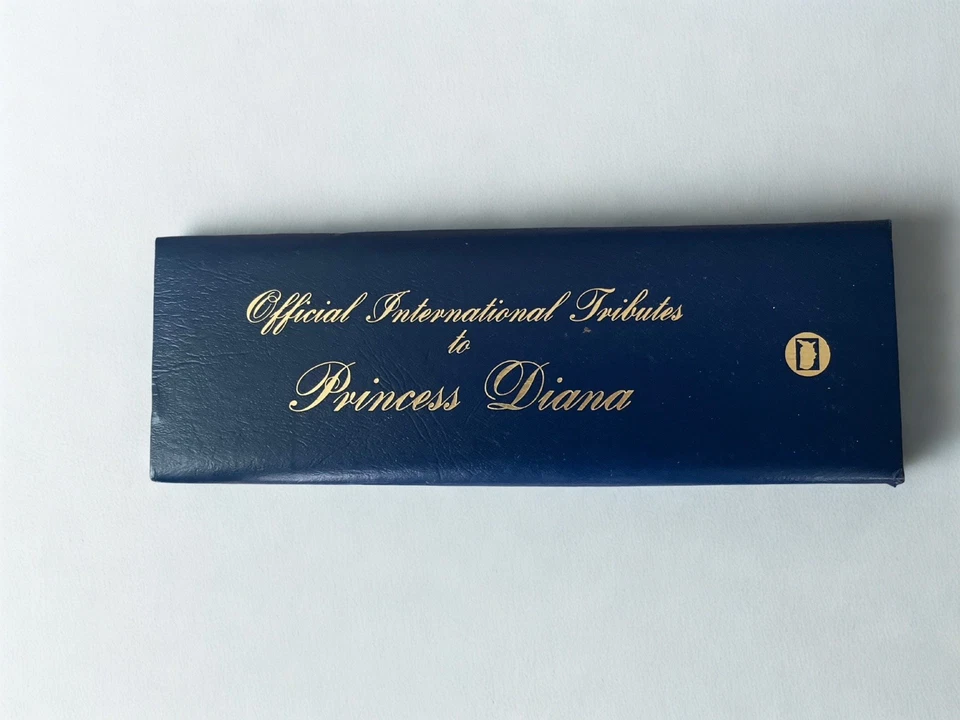 Official International Tributes
to
Princess Diana